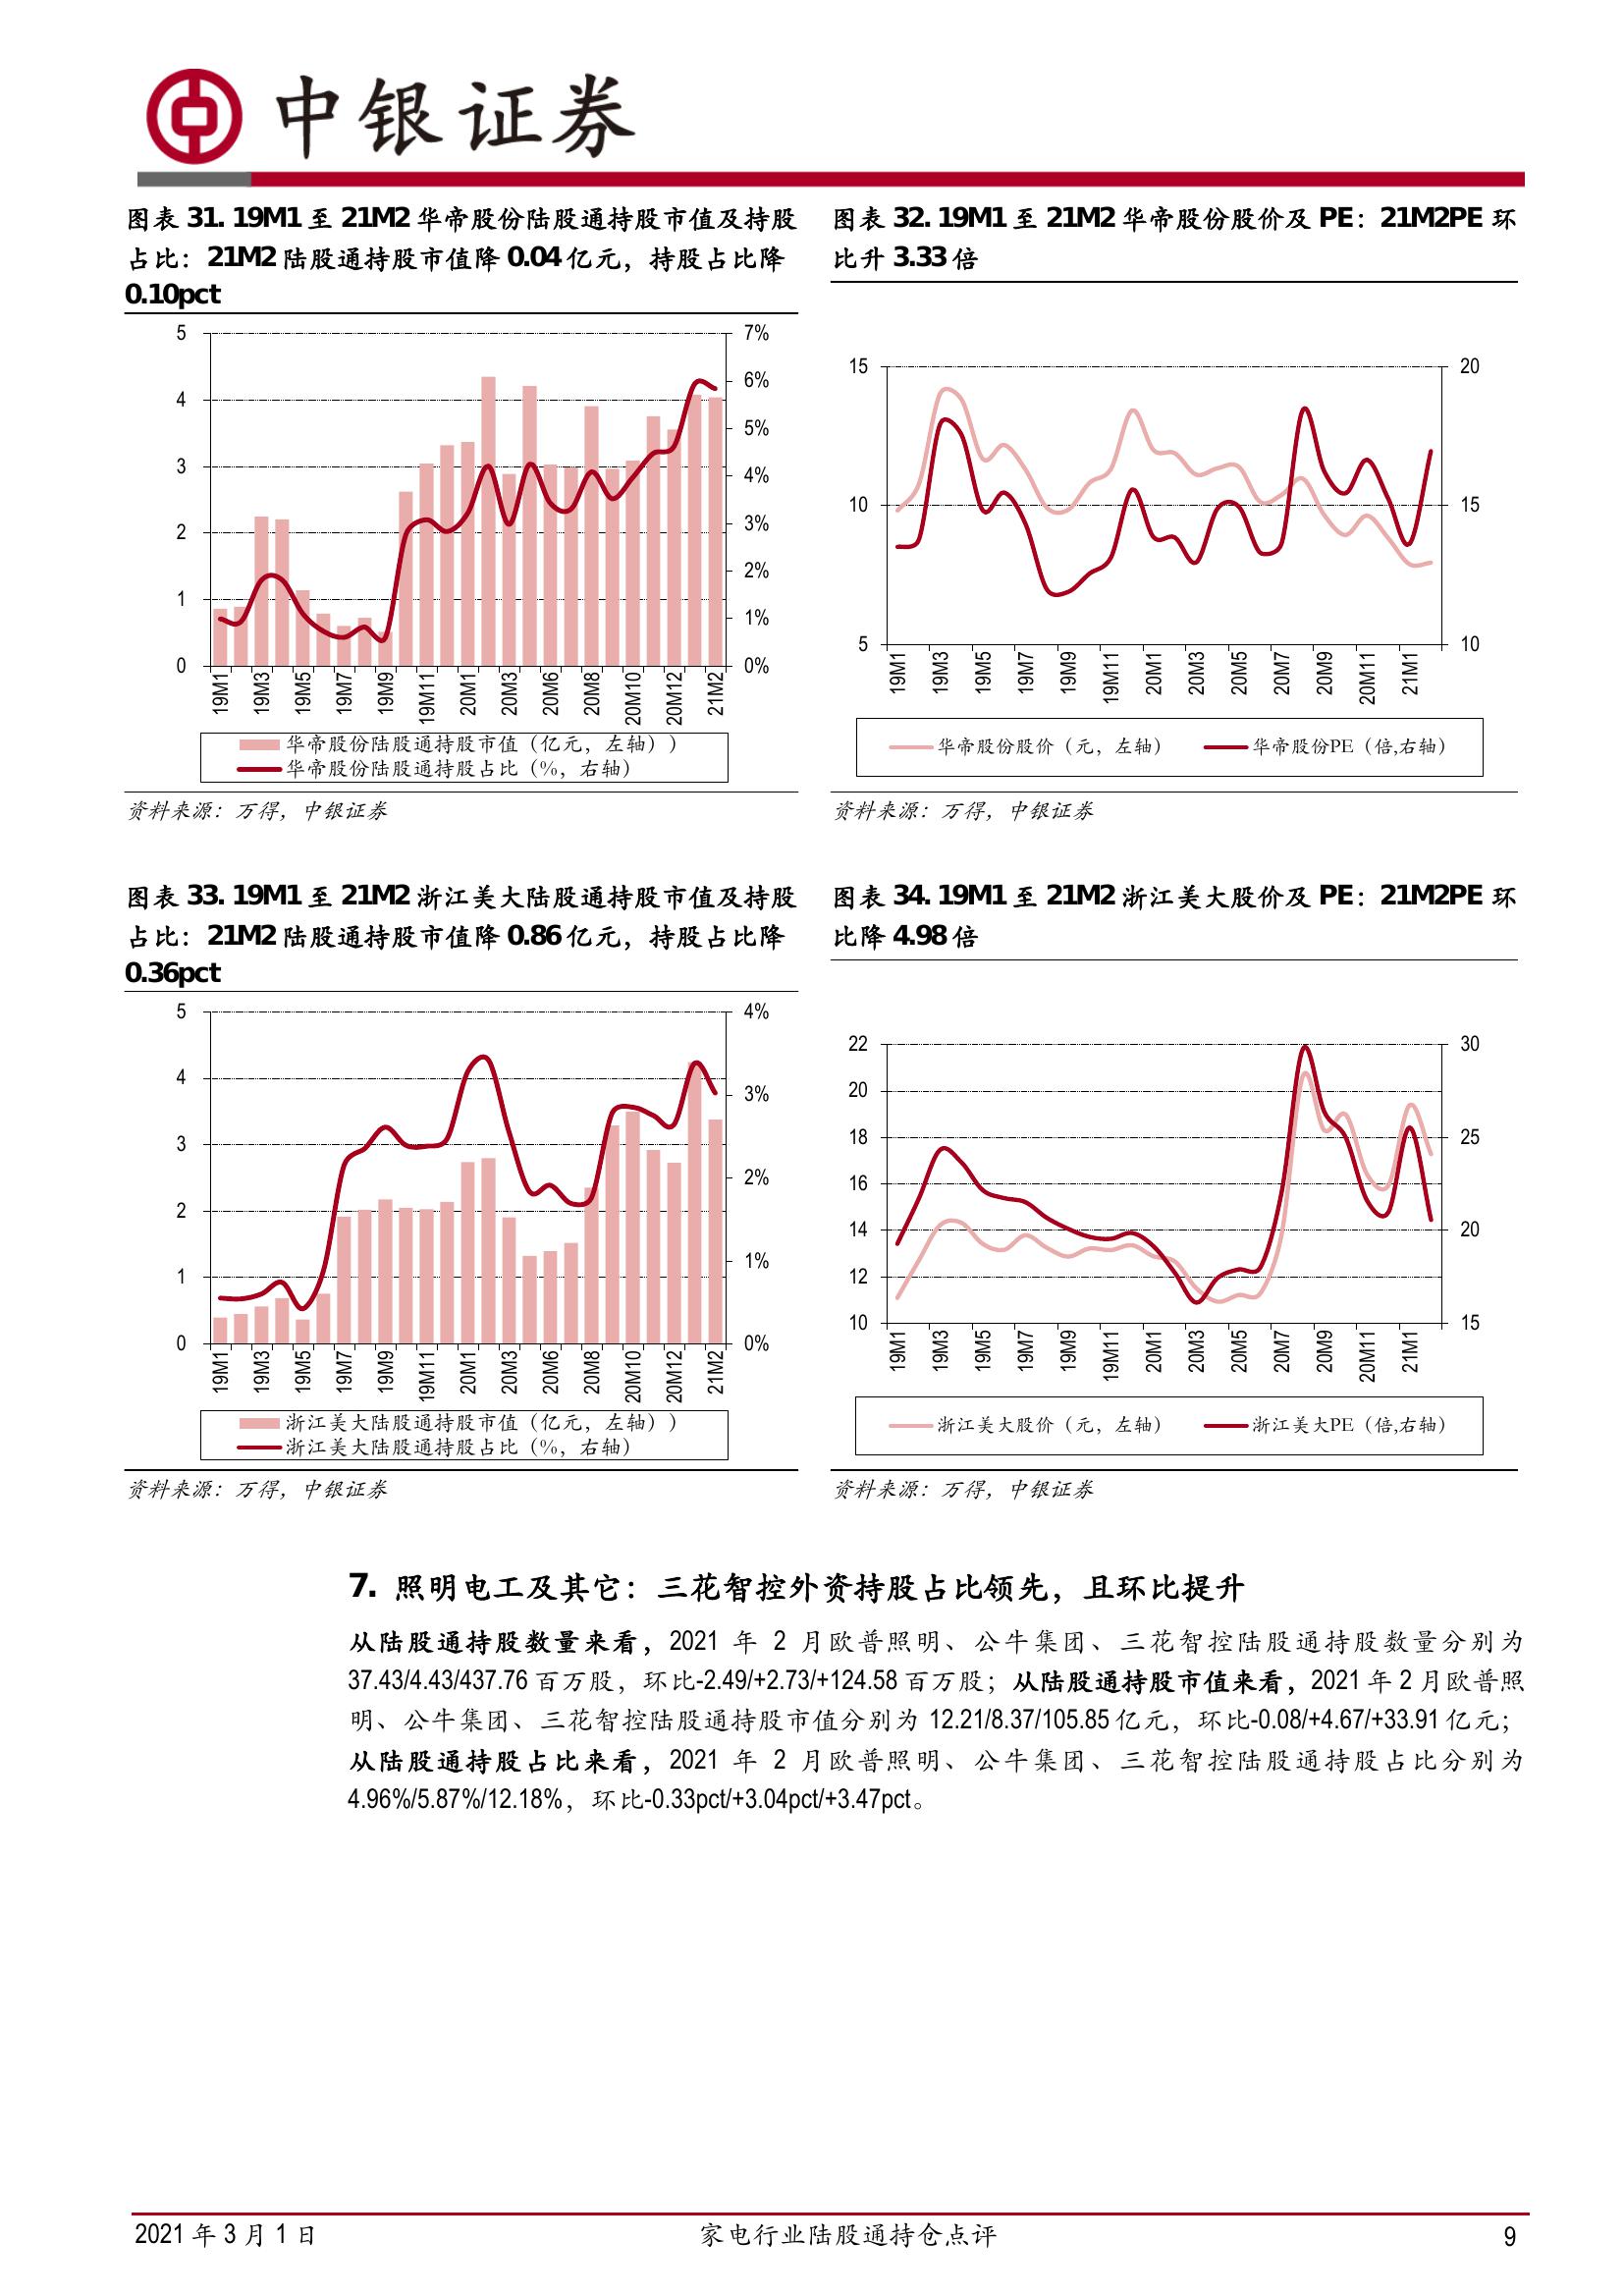 中银证券
图表 31. 19M1 至 21M2 华帝股份陆股通持股市值及持股
占比：21M2 陆股通持股市值降 0.04 亿元，持股占比降
0.10pct
5
4
3
2
1
0
7%
6%
5%
4%
3%
2%
1%
0%
19M1
19M3
19M5
19M7
19M9
19M11
20M1
20M3
20M6
20M8
20M10
20M12
21M2
华帝股份陆股通持股市值（亿元，左轴））
华帝股份陆股通持股占比（%，右轴）
资料来源：万得，中银证券
图表 32. 19M1 至 21M2 华帝股份股价及 PE：21M2PE 环
比升 3.33 倍
15
10
5
20
15
10
19M1
19M3
19M5
19M7
19M9
19M11
20M1
20M3
20M5
20M7
20M9
20M11
21M1
华帝股份股价（元，左轴）
华帝股份PE（倍,右轴）
资料来源：万得，中银证券
图表 33. 19M1 至 21M2 浙江美大陆股通持股市值及持股
占比：21M2 陆股通持股市值降 0.86 亿元，持股占比降
0.36pct
5
4
3
2
1
0
4%
3%
2%
1%
0%
19M1
19M3
19M5
19M7
19M9
19M11
20M1
20M3
20M6
20M8
20M10
20M12
21M2
浙江美大陆股通持股市值（亿元，左轴））
浙江美大陆股通持股占比（%，右轴）
资料来源：万得，中银证券
图表 34. 19M1 至 21M2 浙江美大股价及 PE：21M2PE 环
比降 4.98 倍
22
20
18
16
14
12
10
30
25
20
15
19M1
19M3
19M5
19M7
19M9
19M11
20M1
20M3
20M5
20M7
20M9
20M11
21M1
浙江美大股价（元，左轴）
浙江美大PE（倍,右轴）
资料来源：万得，中银证券
7. 照明电工及其它：三花智控外资持股占比领先，且环比提升
从陆股通持股数量来看，2021 年 2 月欧普照明、公牛集团、三花智控陆股通持股数量分别为
37.43/4.43/437.76 百万股，环比-2.49/+2.73/+124.58 百万股；从陆股通持股市值来看，2021 年 2 月欧普照
明、公牛集团、三花智控陆股通持股市值分别为 12.21/8.37/105.85 亿元，环比-0.08/+4.67/+33.91 亿元；
从陆股通持股占比来看，2021 年 2 月欧普照明、公牛集团、三花智控陆股通持股占比分别为
4.96%/5.87%/12.18%，环比-0.33pct/+3.04pct/+3.47pct。
2021 年 3 月 1 日
家电行业陆股通持仓点评
9